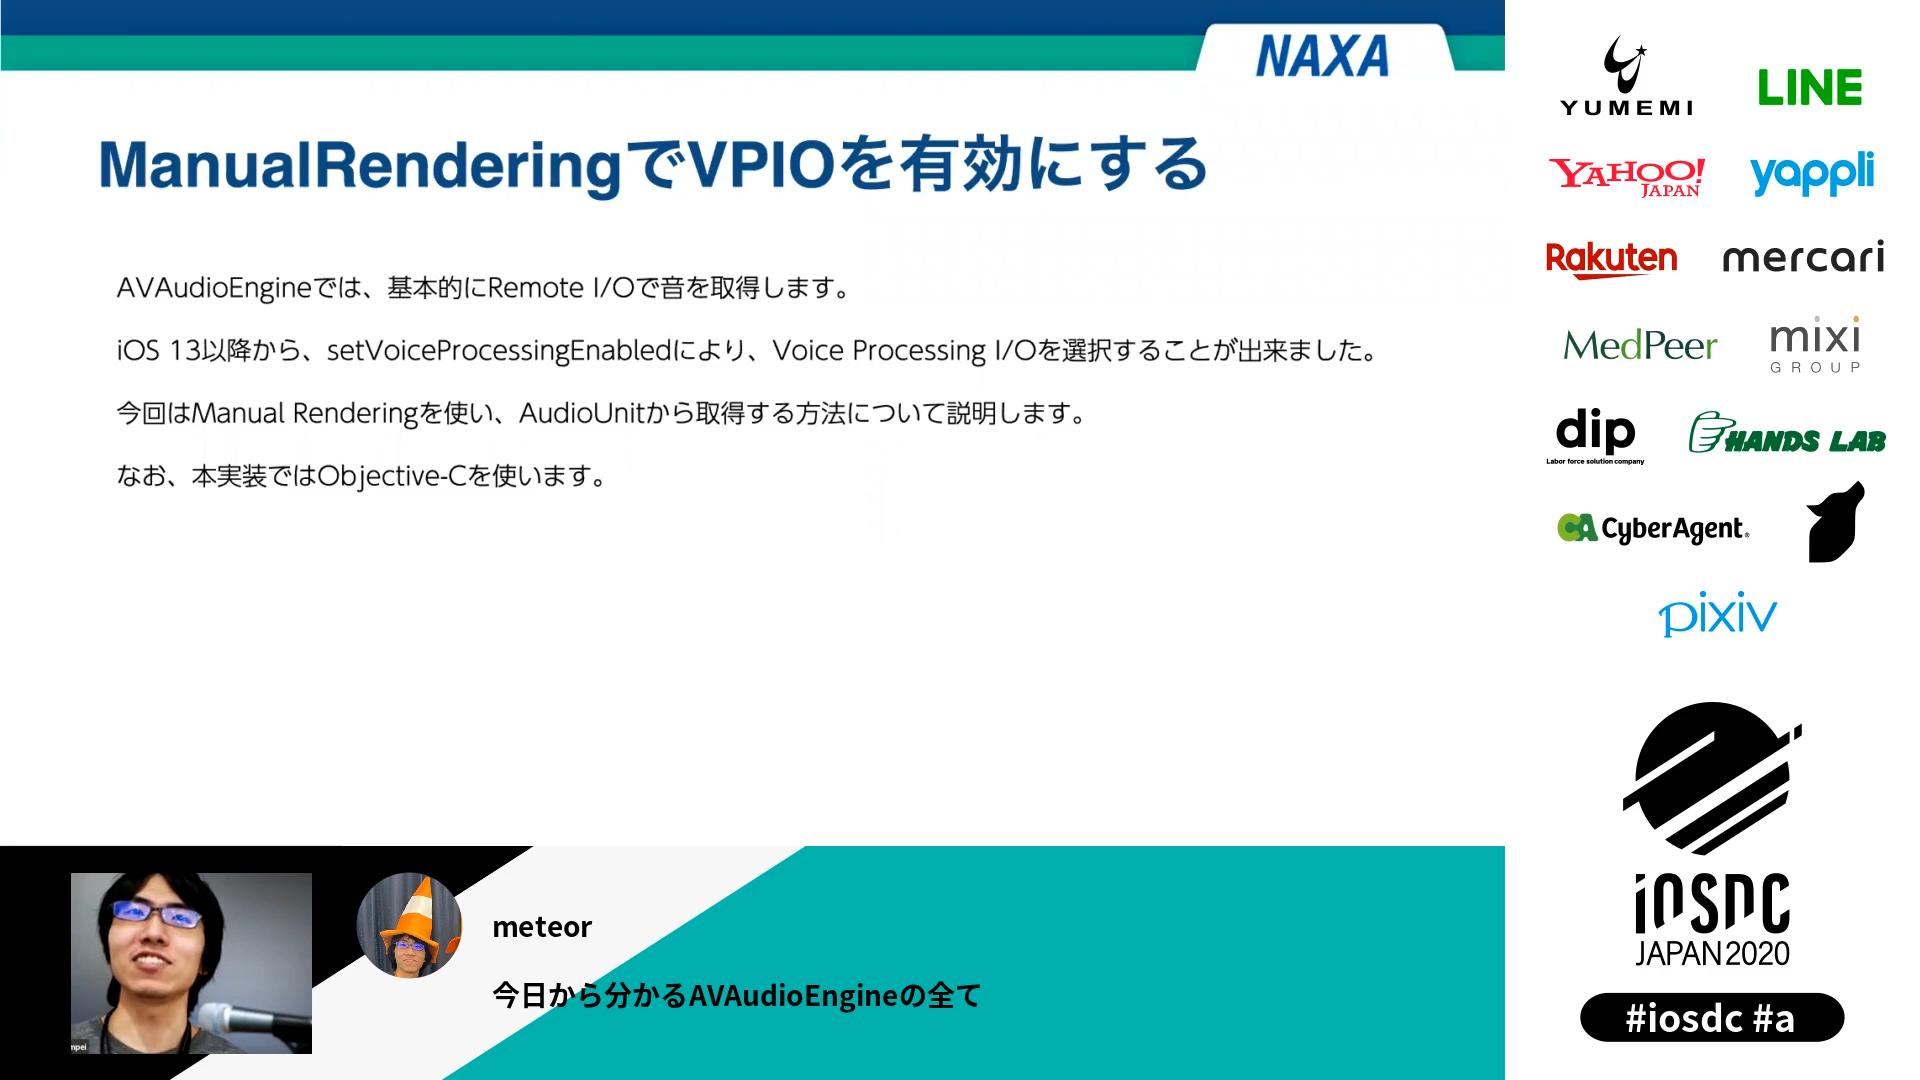 NAXA
ManualRenderingでVPIOを有効にする
AVAudioEngineでは、基本的にRemote I/Oで音を取得します。
iOS 13以降から、setVoiceProcessingEnabledにより、Voice Processing I/Oを選択することが出来ました。
今回はManual Renderingを使い、AudioUnitから取得する方法について説明します。
なお、本実装ではObjective-Cを使います。
mpei
meteor
今日から分かるAVAudioEngineの全て
YUMEMI
LINE
YAHOO!
JAPAN
yappli
Rakuten
mercari
MedPeer
mixi
GROUP
dip
Labor force solution company
HANDS LAB
CA CyberAgent®
pixiv
iOSDC
JAPAN 2020
#iosdc #a